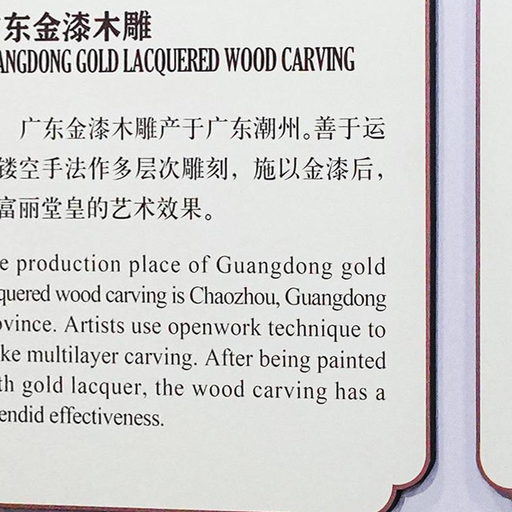 广东金漆木雕
ANGDONG GOLD LACQUERED WOOD CARVING
广东金漆木雕产于广东潮州。善于运
镂空手法作多层次雕刻，施以金漆后，
富丽堂皇的艺术效果。
e production place of Guangdong gold
quered wood carving is Chaozhou, Guangdong
ovince. Artists use openwork technique to
ke multilayer carving. After being painted
th gold lacquer, the wood carving has a
endid effectiveness.